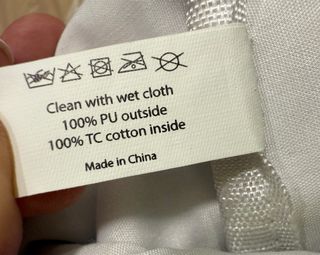 Clean with wet cloth
100% PU outside
100% TC cotton inside
Made in China